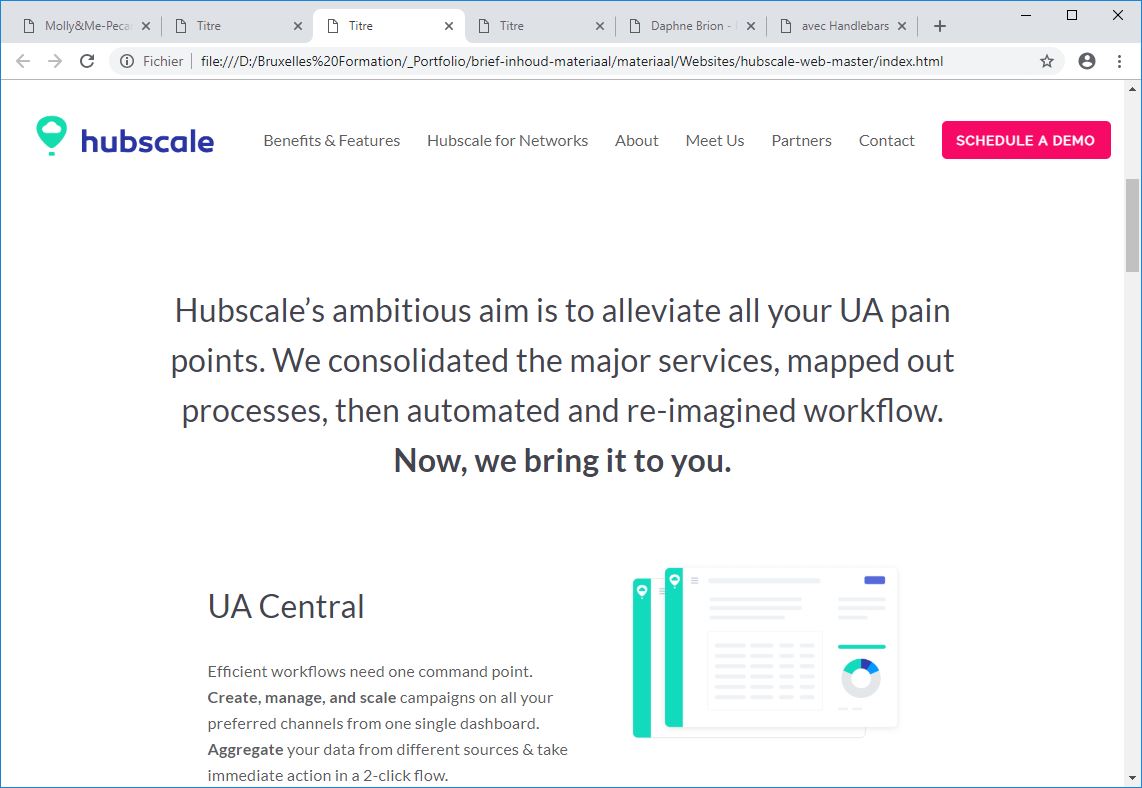 Molly&Me-Pecan
Titre
Titre
Titre
Daphne Brion -
avec Handlebars
Fichier
file:///D:/Bruxelles%20Formation/_Portfolio/brief-inhoud-materiaal/materiaal/Websites/hubscale-web-master/index.html
hubscale
Benefits & Features
Hubscale for Networks
About
Meet Us
Partners
Contact
SCHEDULE A DEMO
Hubscale’s ambitious aim is to alleviate all your UA pain
points. We consolidated the major services, mapped out
processes, then automated and re-imagined workflow.
Now, we bring it to you.
UA Central
Efficient workflows need one command point.
Create, manage, and scale campaigns on all your
preferred channels from one single dashboard.
Aggregate your data from different sources & take
immediate action in a 2-click flow.